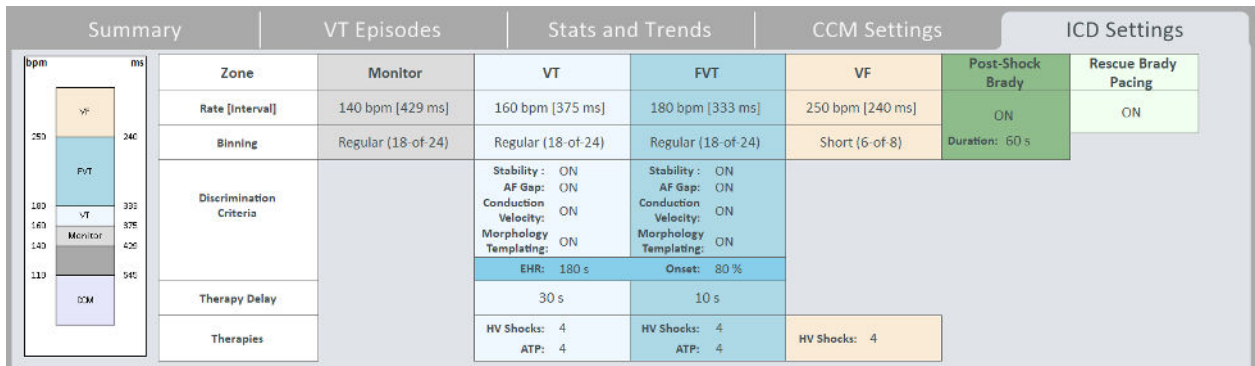 Summary VT Episodes Stats and Trends CCM Settings ICD Settings
bpm ms
VF
250 240
FVT
180 333
VT
160 375
Monitor
140 429
110 545
CCM
Zone Monitor VT FVT VF Post-Shock Brady Rescue Brady Pacing
Rate [Interval] 140 bpm [429 ms] 160 bpm [375 ms] 180 bpm [333 ms] 250 bpm [240 ms] ON ON
Binning Regular (18-of-24) Regular (18-of-24) Regular (18-of-24) Short (6-of-8) Duration: 60 s
Discrimination Criteria
Stability : ON Stability: ON
AF Gap: ON AF Gap: ON
Conduction Velocity: ON Conduction Velocity: ON
Morphology Templating: ON Morphology Templating: ON
EHR: 180 s Onset: 80 %
Therapy Delay 30 s 10 s
Therapies
HV Shocks: 4 HV Shocks: 4 HV Shocks: 4
ATP: 4 ATP: 4